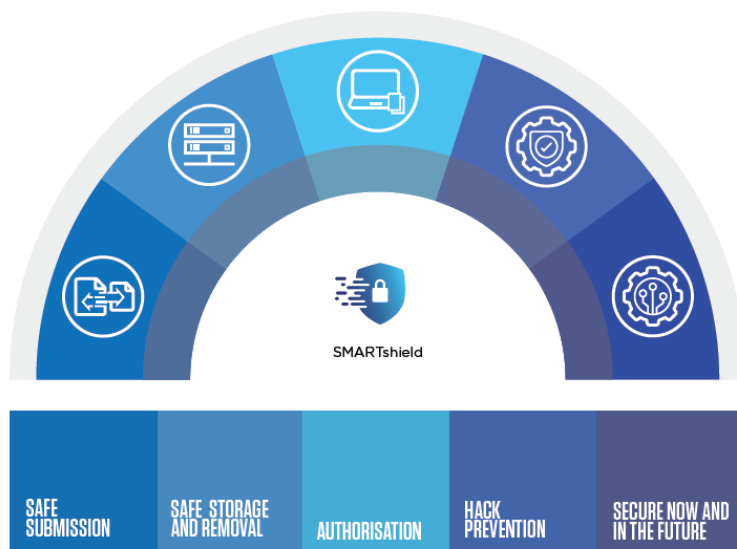 SMARTshield
SAFE
SUBMISSION
SAFE STORAGE
AND REMOVAL
AUTHORISATION
HACK
PREVENTION
SECURE NOW AND
IN THE FUTURE